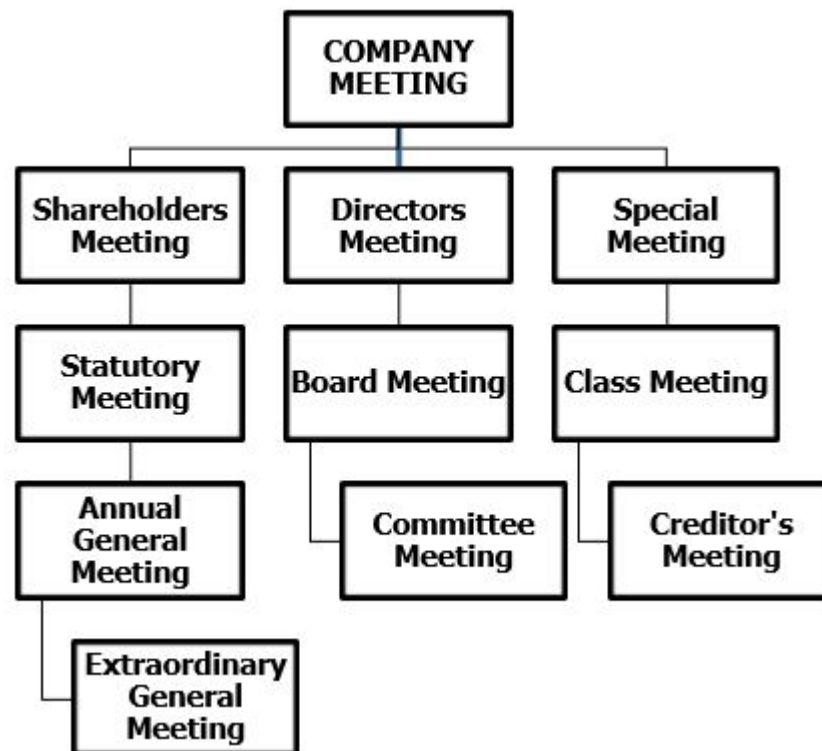 COMPANY
MEETING
Shareholders
Meeting
Directors
Meeting
Special
Meeting
Statutory
Meeting
Board Meeting
Class Meeting
Annual
General
Meeting
Committee
Meeting
Creditor's
Meeting
Extraordinary
General
Meeting